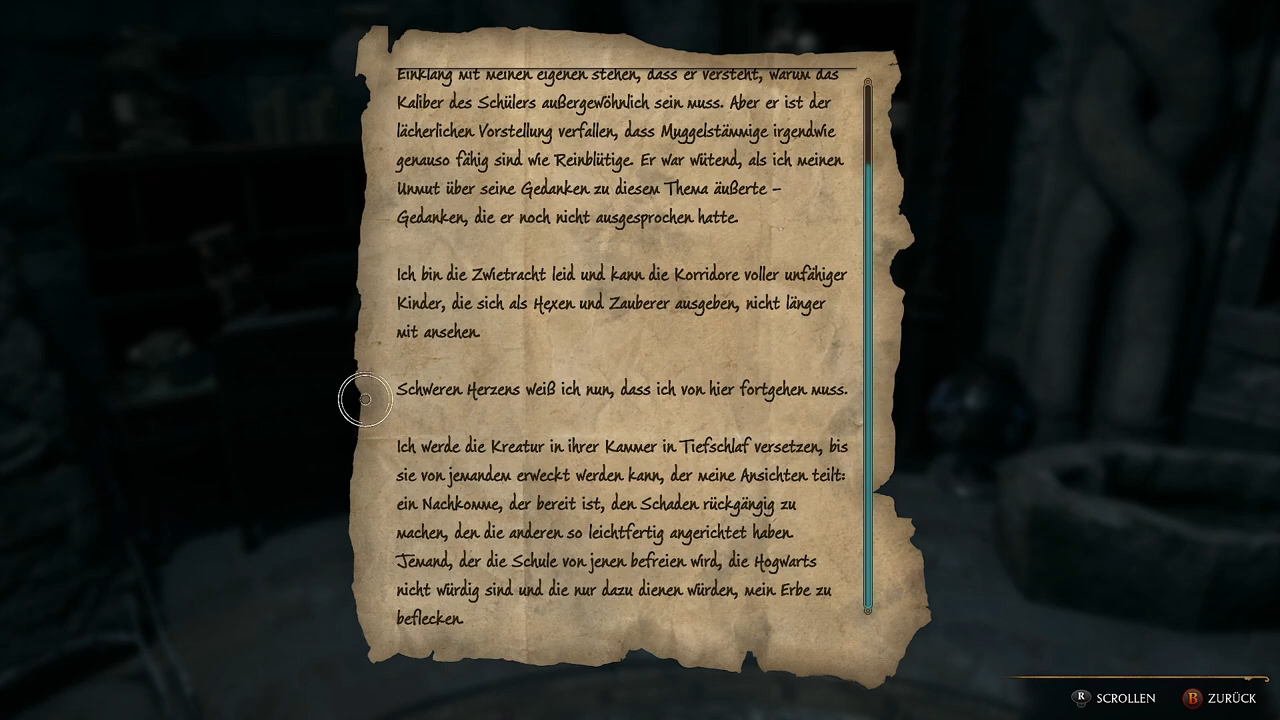 Einklang mit meinen eigenen stehen, dass er versteht, warum das
Kaliber des Schülers außergewöhnlich sein muss. Aber er ist der
lächerlichen Vorstellung verfallen, dass Muggelstämmige irgendwie
genauso fähig sind wie Reinblütige. Er war wütend, als ich meinen
Unmut über seine Gedanken zu diesem Thema äußerte –
Gedanken, die er noch nicht ausgesprochen hatte.
Ich bin die Zwietracht leid und kann die Korridore voller unfähiger
Kinder, die sich als Hexen und Zauberer ausgeben, nicht länger
mit ansehen.
Schweren Herzens weiß ich nun, dass ich von hier fortgehen muss.
Ich werde die Kreatur in ihrer Kammer in Tiefschlaf versetzen, bis
sie von jemandem erweckt werden kann, der meine Ansichten teilt:
ein Nachkomme, der bereit ist, den Schaden rückgängig zu
machen, den die anderen so leichtfertig angerichtet haben.
Jemand, der die Schule von jenen befreien wird, die Hogwarts
nicht würdig sind und die nur dazu dienen würden, mein Erbe zu
beflecken.
R SCROLLEN B ZURÜCK